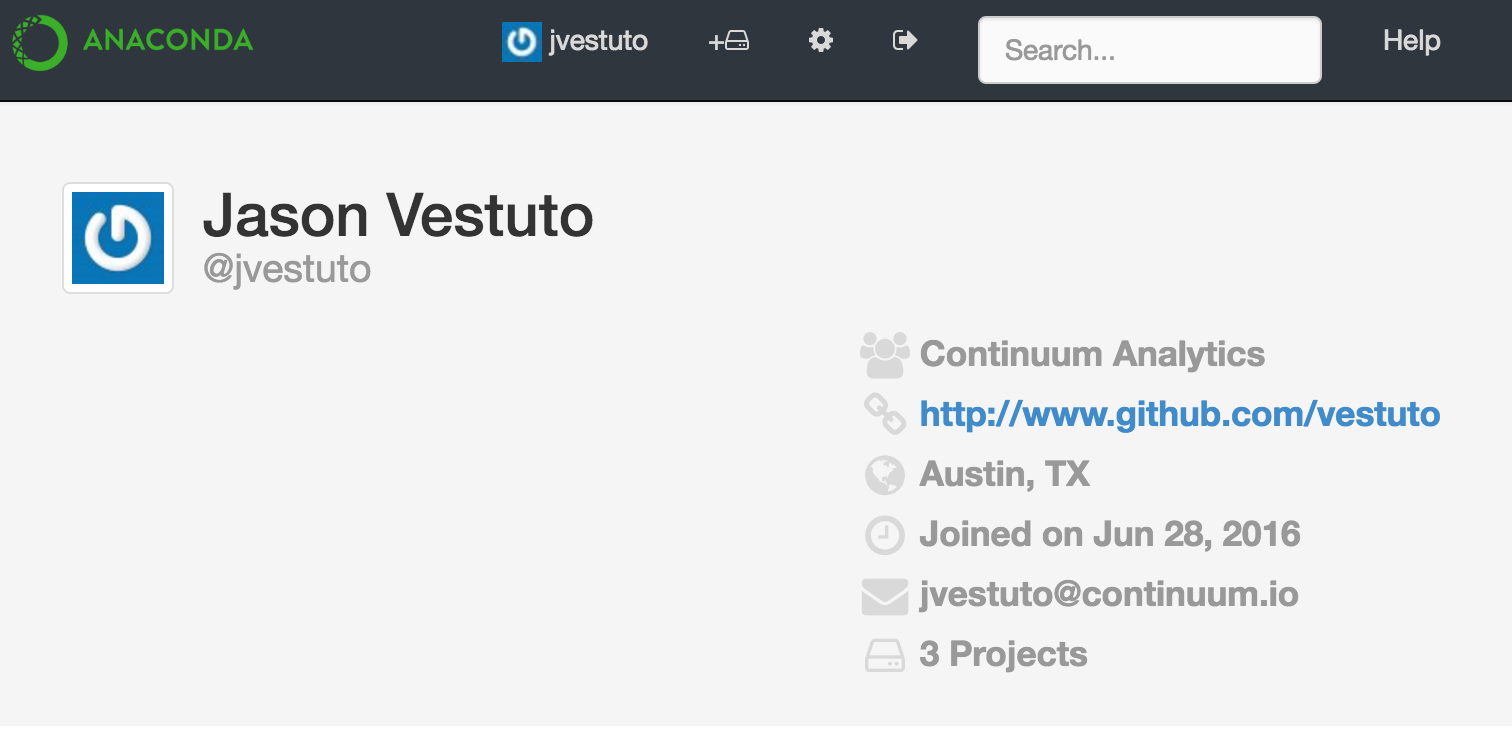 ANACONDA
jvestuto
Search...
Help
Jason Vestuto
@jvestuto
Continuum Analytics
http://www.github.com/vestuto
Austin, TX
Joined on Jun 28, 2016
jvestuto@continuum.io
3 Projects